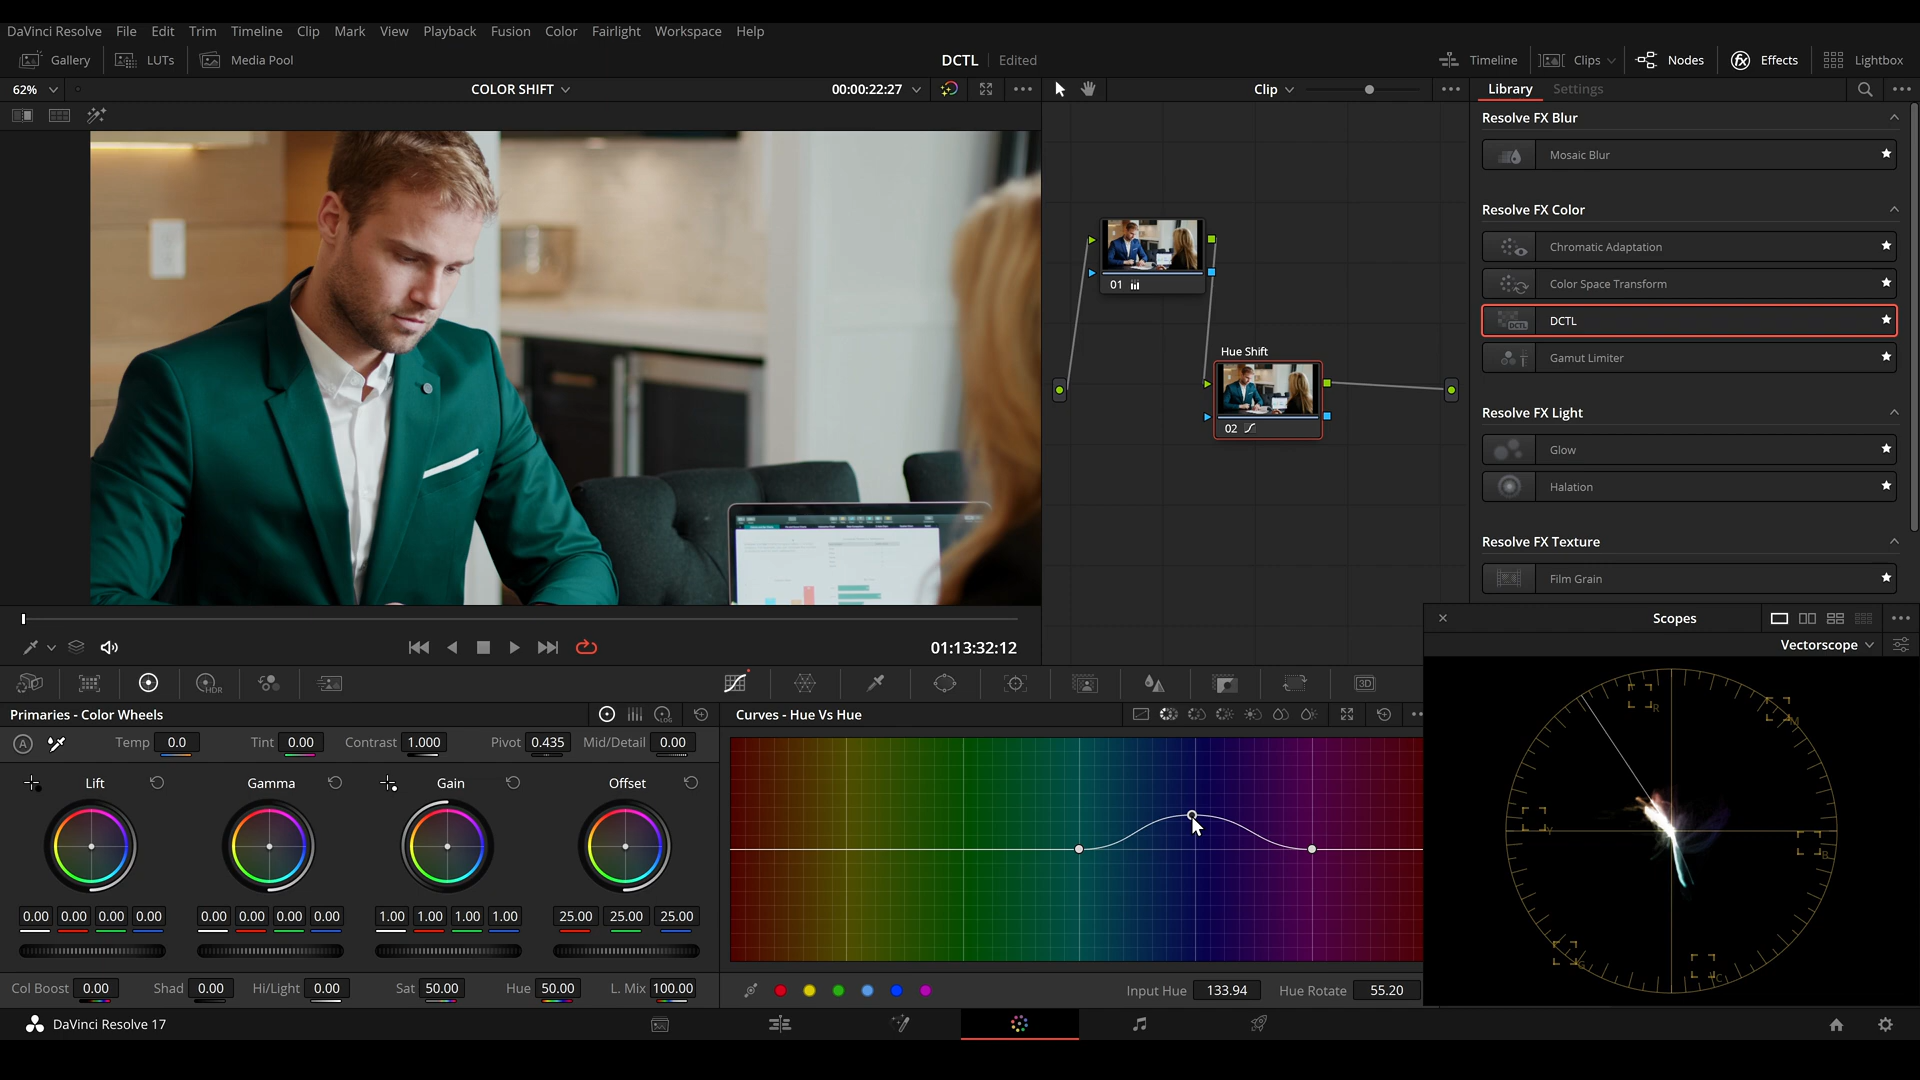 DaVinci Resolve File Edit Trim Timeline Clip Mark View Playback Fusion Color Fairlight Workspace Help
Gallery LUTs Media Pool DCTL Edited Timeline Clips Nodes Effects Lightbox
62% COLOR SHIFT 00:00:22:27 Clip Library Settings
Resolve FX Blur
Mosaic Blur
Resolve FX Color
Chromatic Adaptation
Color Space Transform
DCTL DCTL
Gamut Limiter
01
Hue Shift
02
Resolve FX Light
Glow
Halation
Resolve FX Texture
Film Grain
Scopes
01:13:32:12
Vectorscope
HDR 3D
Primaries - Color Wheels LOG Curves - Hue Vs Hue
A Temp 0.0 Tint 0.00 Contrast 1.000 Pivot 0.435 Mid/Detail 0.00
Lift Gamma Gain Offset
0.00 0.00 0.00 0.00 0.00 0.00 0.00 0.00 1.00 1.00 1.00 1.00 25.00 25.00 25.00
R M
Y B
G C
Col Boost 0.00 Shad 0.00 Hi/Light 0.00 Sat 50.00 Hue 50.00 L. Mix 100.00 Input Hue 133.94 Hue Rotate 55.20
DaVinci Resolve 17